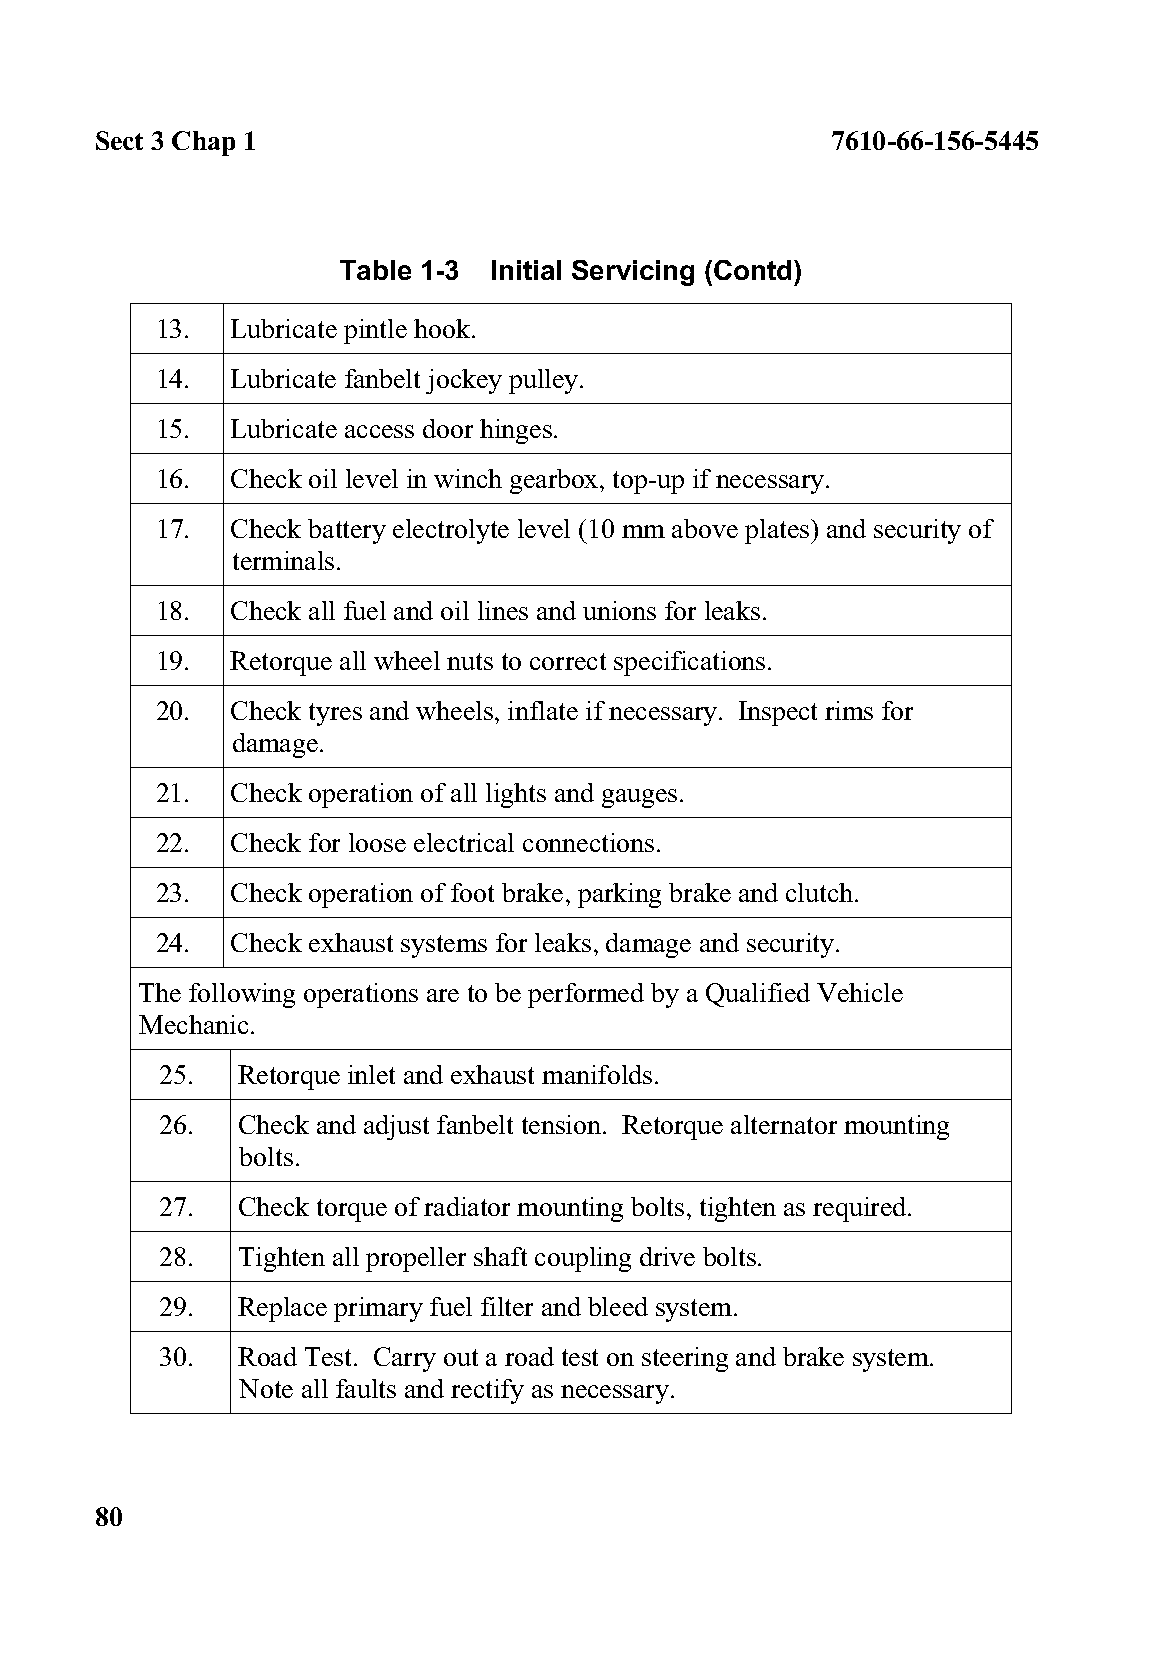 Sect 3 Chap 1 7610-66-156-5445
Table 1-3 Initial Servicing (Contd)
13. Lubricate pintle hook.
14. Lubricate fanbelt jockey pulley.
15. Lubricate access door hinges.
16. Check oil level in winch gearbox, top-up if necessary.
17. Check battery electrolyte level (10 mm above plates) and security of
terminals.
18. Check all fuel and oil lines and unions for leaks.
19. Retorque all wheel nuts to correct specifications.
20. Check tyres and wheels, inflate if necessary. Inspect rims for
damage.
21. Check operation of all lights and gauges.
22. Check for loose electrical connections.
23. Check operation of foot brake, parking brake and clutch.
24. Check exhaust systems for leaks, damage and security.
The following operations are to be performed by a Qualified Vehicle
Mechanic.
25. Retorque inlet and exhaust manifolds.
26. Check and adjust fanbelt tension. Retorque alternator mounting
bolts.
27. Check torque of radiator mounting bolts, tighten as required.
28. Tighten all propeller shaft coupling drive bolts.
29. Replace primary fuel filter and bleed system.
30. Road Test. Carry out a road test on steering and brake system.
Note all faults and rectify as necessary.
80